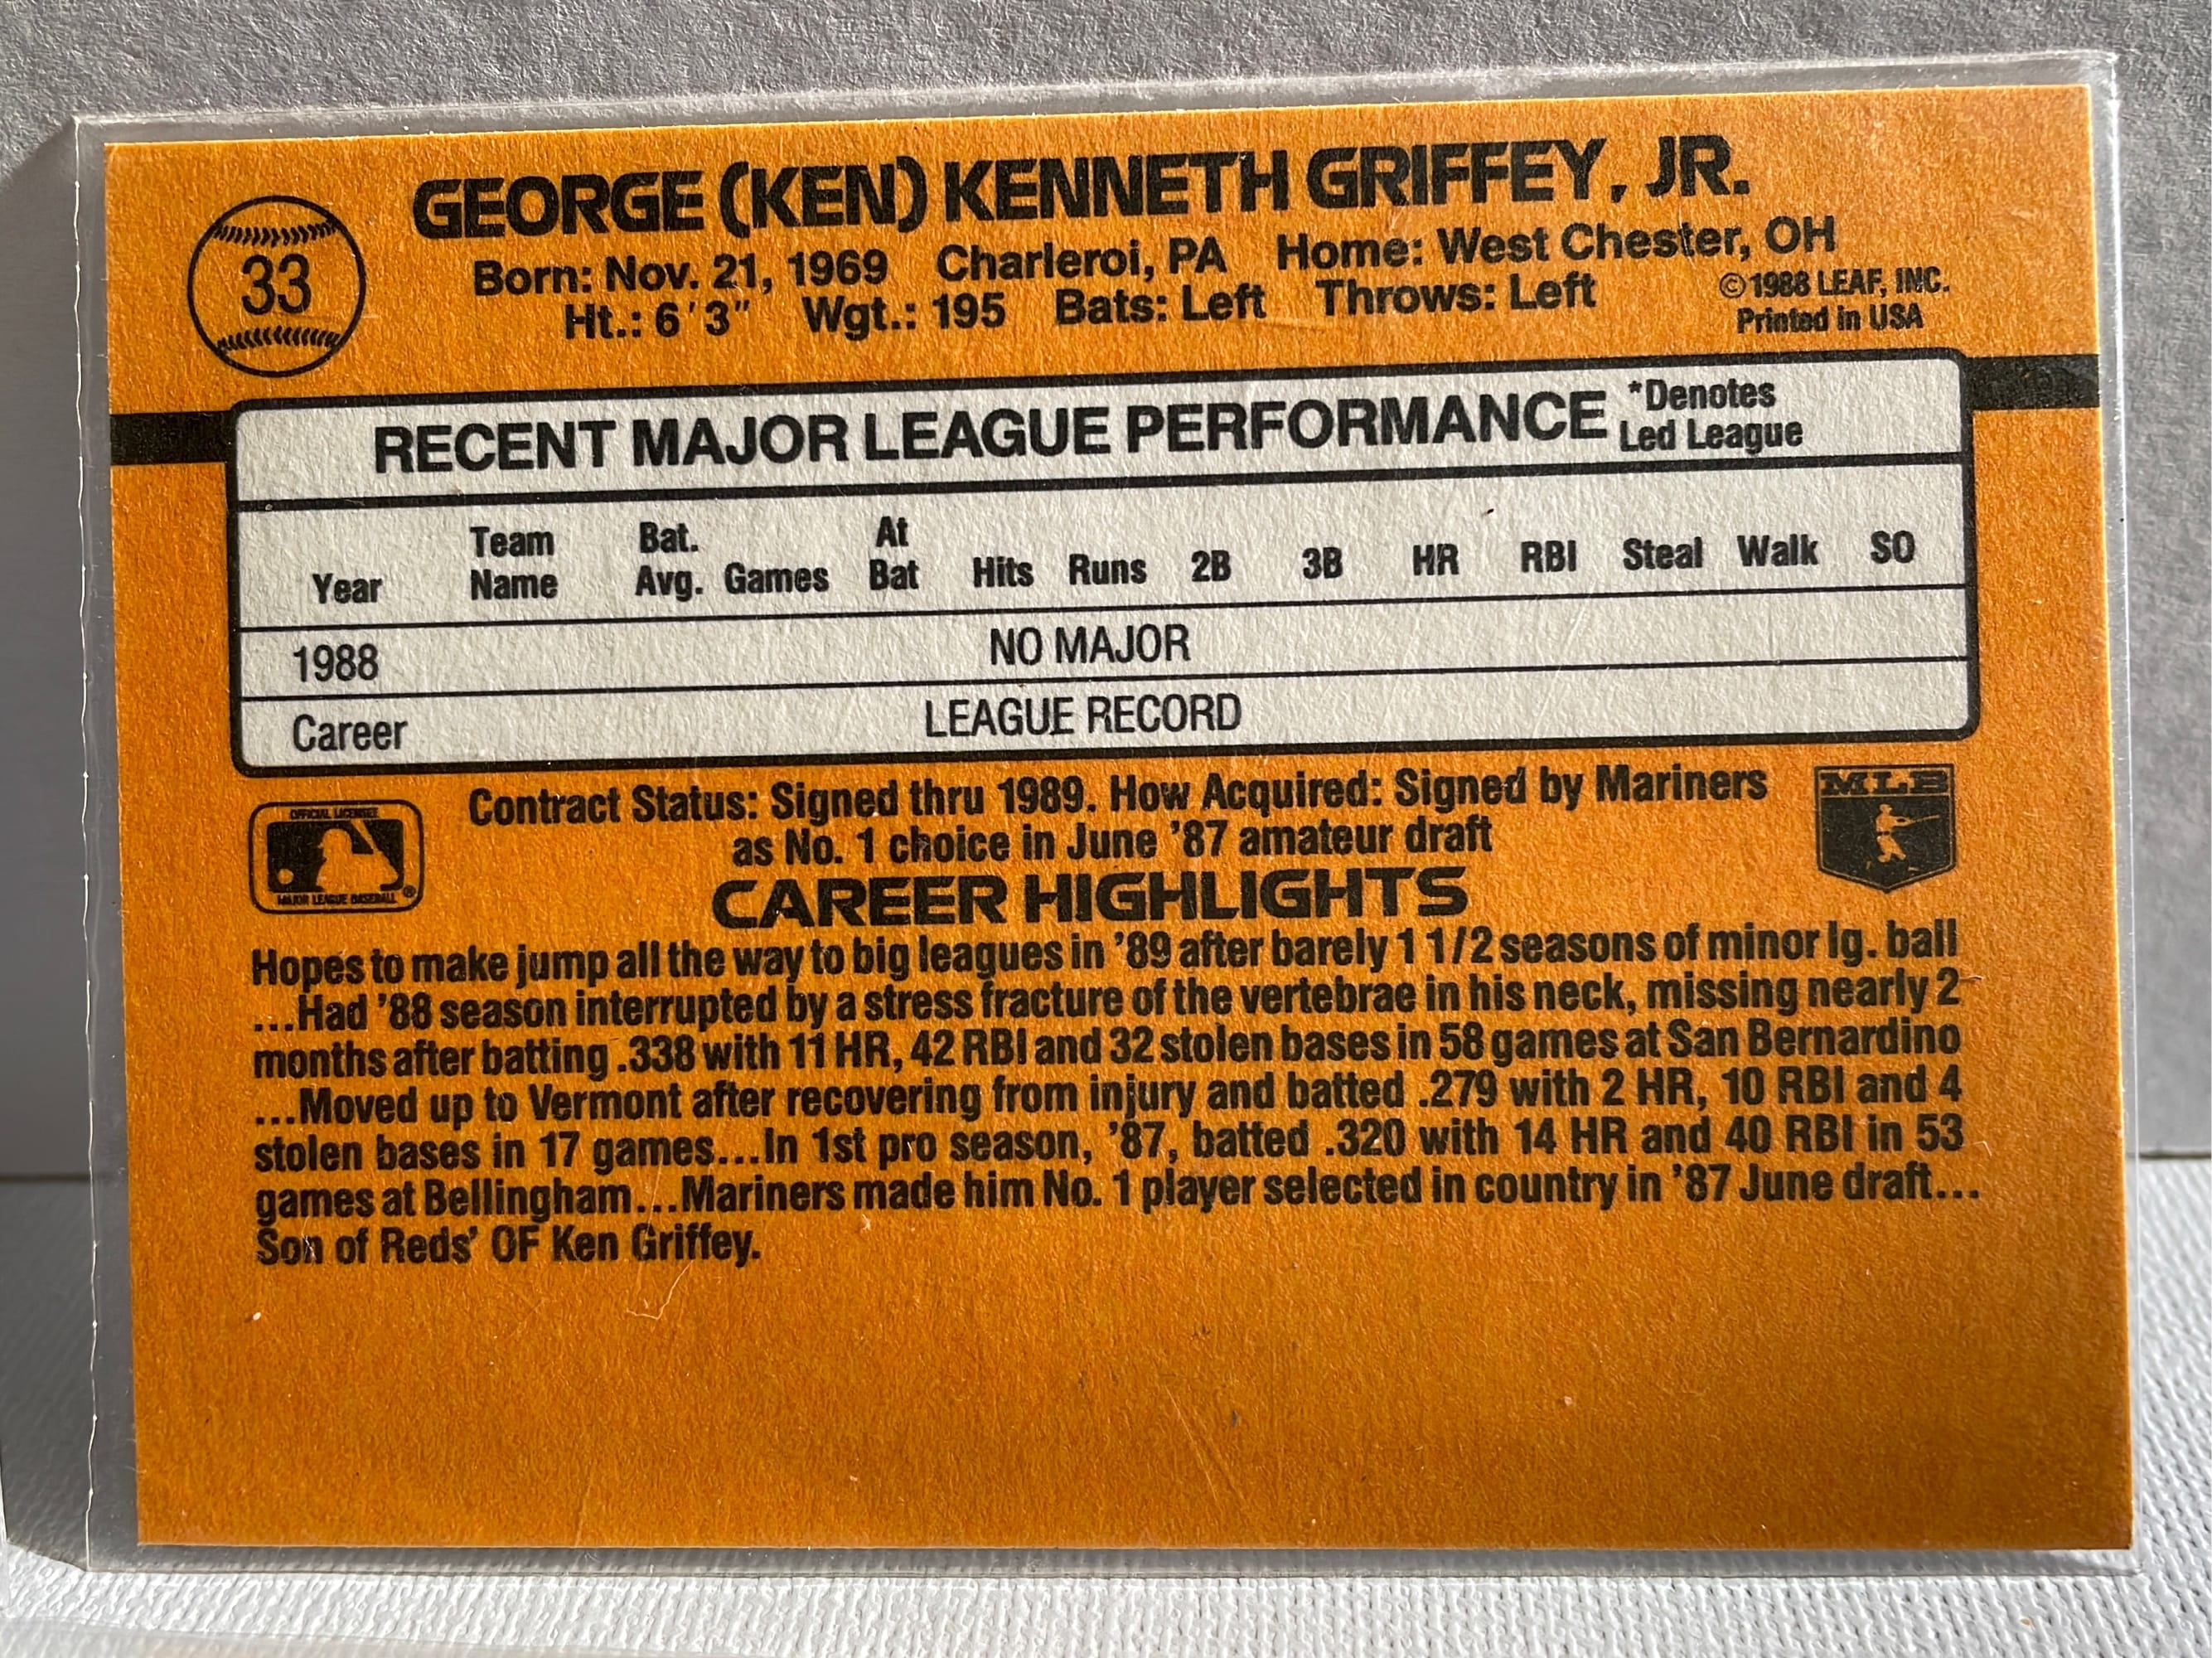 GEORGE (KEN) KENNETH GRIFFEY, JR.
33
Born: Nov. 21, 1969 Charleroi, PA Home: West Chester, OH
Ht.: 6'3" Wgt.: 195 Bats: Left Throws: Left
©1988 LEAF, INC.
Printed in USA
RECENT MAJOR LEAGUE PERFORMANCE
*Denotes
Led League
Year Team Name Bat. Avg. Games At Bat Hits Runs 2B 3B HR RBI Steal Walk SO
1988 NO MAJOR
Career LEAGUE RECORD
Contract Status: Signed thru 1989. How Acquired: Signed by Mariners
as No. 1 choice in June '87 amateur draft
OFFICIAL LICENSEE
MAJOR LEAGUE BASEBALL®
MLB
CAREER HIGHLIGHTS
Hopes to make jump all the way to big leagues in '89 after barely 1 1/2 seasons of minor lg. ball
...Had '88 season interrupted by a stress fracture of the vertebrae in his neck, missing nearly 2
months after batting .338 with 11 HR, 42 RBI and 32 stolen bases in 58 games at San Bernardino
...Moved up to Vermont after recovering from injury and batted .279 with 2 HR, 10 RBI and 4
stolen bases in 17 games...In 1st pro season, '87, batted .320 with 14 HR and 40 RBI in 53
games at Bellingham...Mariners made him No. 1 player selected in country in '87 June draft...
Son of Reds' OF Ken Griffey.